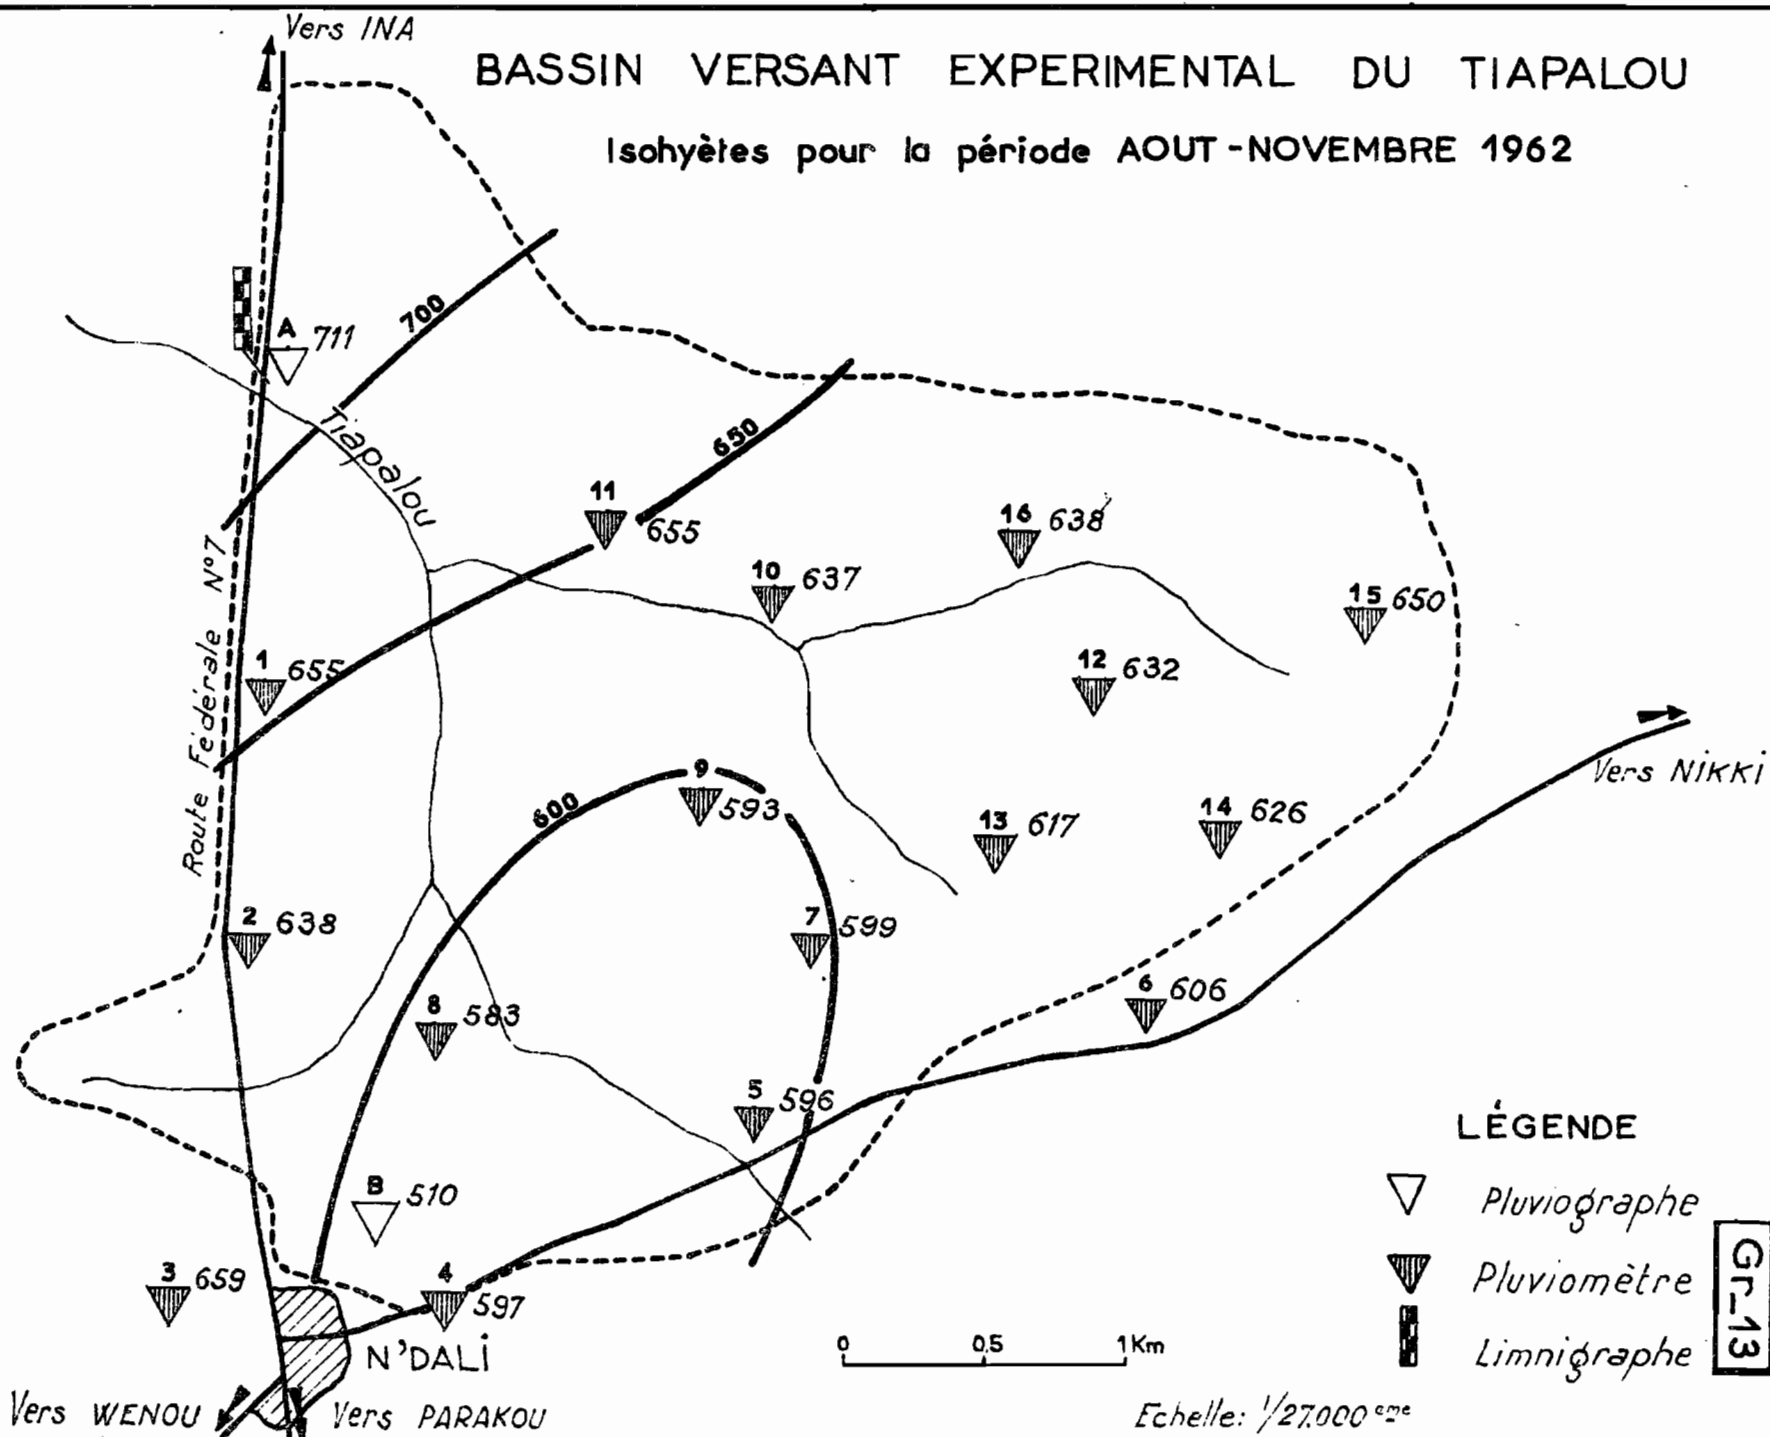 Vers INA
BASSIN VERSANT EXPERIMENTAL DU TIAPALOU
Isohyètes pour la période AOUT-NOVEMBRE 1962
700
A 711
Tiapalou
650
11 655
16 638
10 637
15 650
Route Fédérale N°7
1 655
12 632
Vers NIKKI
9 593
600
13 617
14 626
2 638
7 599
6 606
8 583
5 596
B 510
3 659
4 597
N'DALI
Vers WENOU
Vers PARAKOU
0 0.5 1Km
Echelle: 1/27.000 eme
LÉGENDE
Pluviographe
Pluviomètre
Limnigraphe
Gr_13